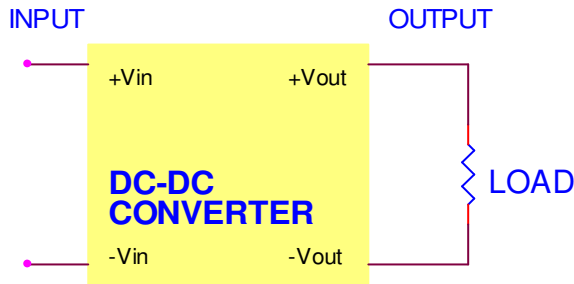 INPUT OUTPUT
+Vin +Vout
DC-DC
CONVERTER
LOAD
-Vin -Vout